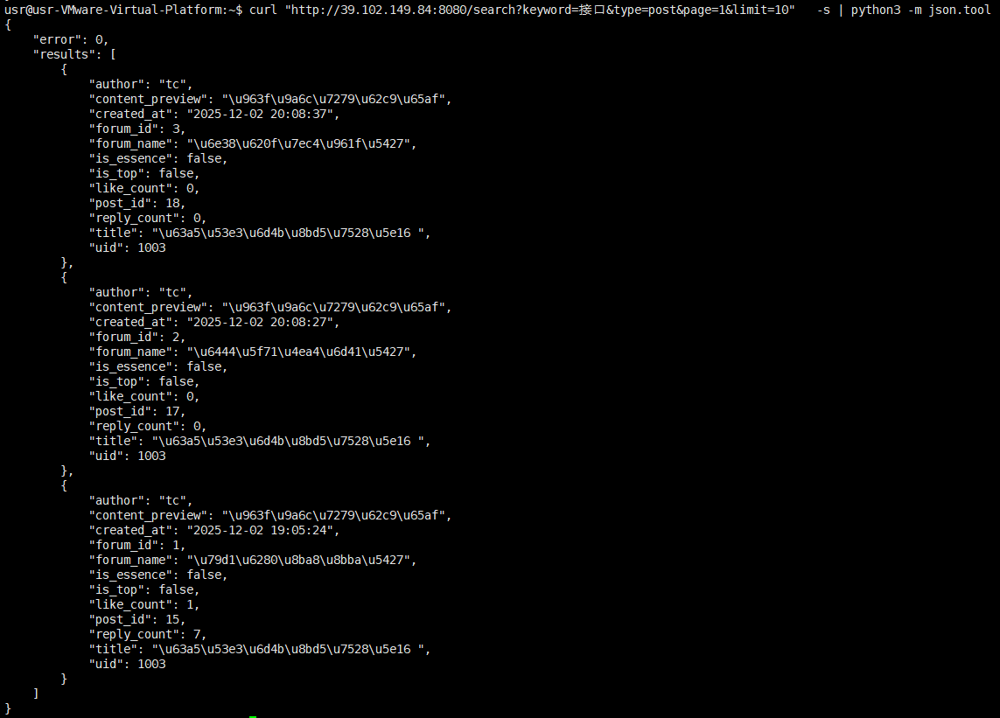 usr@usr-VMware-Virtual-Platform:~$ curl "http://39.102.149.84:8080/search?keyword=接口&type=post&page=1&limit=10"   -s | python3 -m json.tool
{
    "error": 0,
    "results": [
        {
            "author": "tc",
            "content_preview": "\u963f\u9a6c\u7279\u62c9\u65af",
            "created_at": "2025-12-02 20:08:37",
            "forum_id": 3,
            "forum_name": "\u6e38\u620f\u7ec4\u961f\u5427",
            "is_essence": false,
            "is_top": false,
            "like_count": 0,
            "post_id": 18,
            "reply_count": 0,
            "title": "\u63a5\u53e3\u6d4b\u8bd5\u7528\u5e16 ",
            "uid": 1003
        },
        {
            "author": "tc",
            "content_preview": "\u963f\u9a6c\u7279\u62c9\u65af",
            "created_at": "2025-12-02 20:08:27",
            "forum_id": 2,
            "forum_name": "\u6444\u5f71\u4ea4\u6d41\u5427",
            "is_essence": false,
            "is_top": false,
            "like_count": 0,
            "post_id": 17,
            "reply_count": 0,
            "title": "\u63a5\u53e3\u6d4b\u8bd5\u7528\u5e16 ",
            "uid": 1003
        },
        {
            "author": "tc",
            "content_preview": "\u963f\u9a6c\u7279\u62c9\u65af",
            "created_at": "2025-12-02 19:05:24",
            "forum_id": 1,
            "forum_name": "\u79d1\u6280\u8ba8\u8bba\u5427",
            "is_essence": false,
            "is_top": false,
            "like_count": 1,
            "post_id": 15,
            "reply_count": 7,
            "title": "\u63a5\u53e3\u6d4b\u8bd5\u7528\u5e16 ",
            "uid": 1003
        }
    ]
}